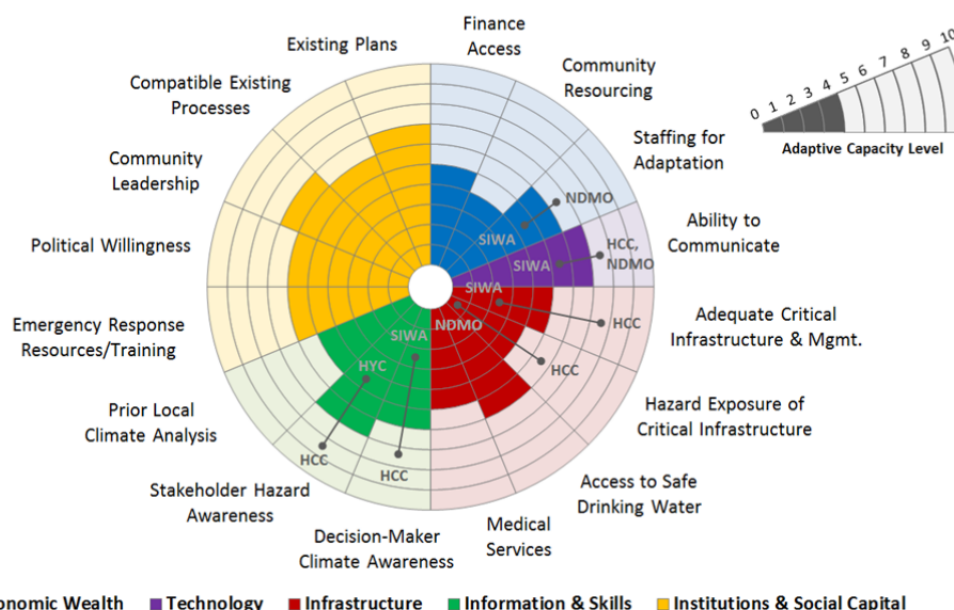 Finance
Access
Existing Plans
Community
Resourcing
Compatible Existing
Processes
0 1 2 3 4 5 6 7 8 9 10
Adaptive Capacity Level
Staffing for
Adaptation
Community
Leadership
NDMO
Ability to
Communicate
Political Willingness
SIWA
HCC,
NDMO
SIWA
SIWA
Adequate Critical
Infrastructure & Mgmt.
Emergency Response
Resources/Training
NDMO
HCC
SIWA
HYC
HCC
Hazard Exposure of
Critical Infrastructure
Prior Local
Climate Analysis
HCC
HCC
Access to Safe
Drinking Water
Stakeholder Hazard
Awareness
Medical
Services
Decision-Maker
Climate Awareness
onomic Wealth Technology Infrastructure Information & Skills Institutions & Social Capital